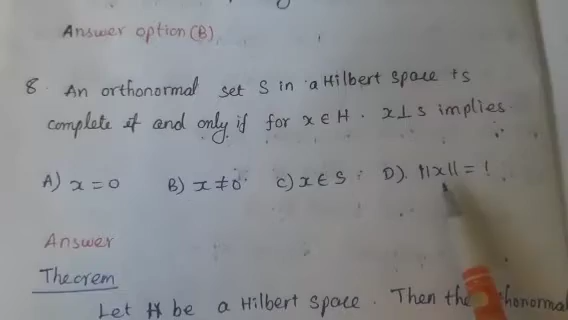 Answer option (B)
8. An orthonormal set S in a Hilbert space is
complete if and only if for x ∈ H. x ⊥ s implies
A) x = 0 B) x ≠ 0 C) x ∈ S D). ||x|| = 1
Answer
Theorem
Let H be a Hilbert space. Then the